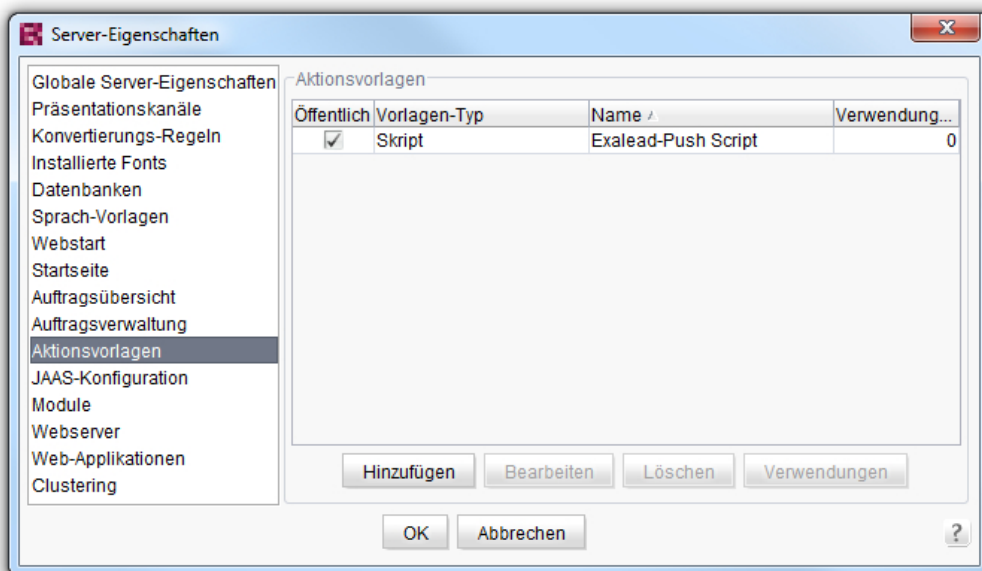 Server-Eigenschaften
x
Globale Server-Eigenschaften
Präsentationskanäle
Konvertierungs-Regeln
Installierte Fonts
Datenbanken
Sprach-Vorlagen
Webstart
Startseite
Auftragsübersicht
Auftragsverwaltung
Aktionsvorlagen
JAAS-Konfiguration
Module
Webserver
Web-Applikationen
Clustering
Aktionsvorlagen
Öffentlich Vorlagen-Typ Name Verwendung...
Skript Exalead-Push Script 0
Hinzufügen Bearbeiten Löschen Verwendungen
OK Abbrechen ?